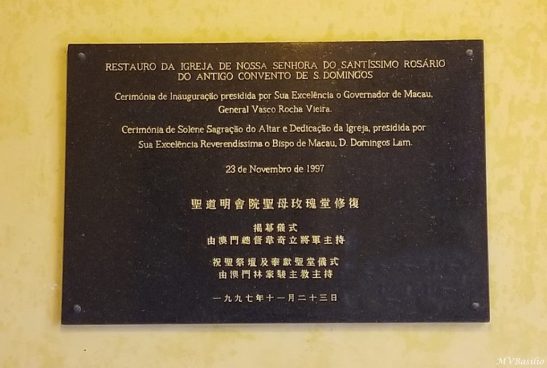 RESTAURO DA IGREJA DE NOSSA SENHORA DO SANTÍSSIMO ROSÁRIO
DO ANTIGO CONVENTO DE S. DOMINGOS
Cerimónia de Inauguração presidida por Sua Excelência o Governador de Macau,
General Vasco Rocha Vieira.
Cerimónia de Solene Sagração do Altar e Dedicação da Igreja, presidida por
Sua Excelência Reverendíssima o Bispo de Macau, D. Domingos Lam.
23 de Novembro de 1997
聖道明會院聖母玫瑰堂修復
揭幕儀式
由澳門總督韋奇立將軍主持
祝聖祭壇及奉獻聖堂儀式
由澳門林家駿主教主持
一九九七年十一月二十三日
MVBasilio